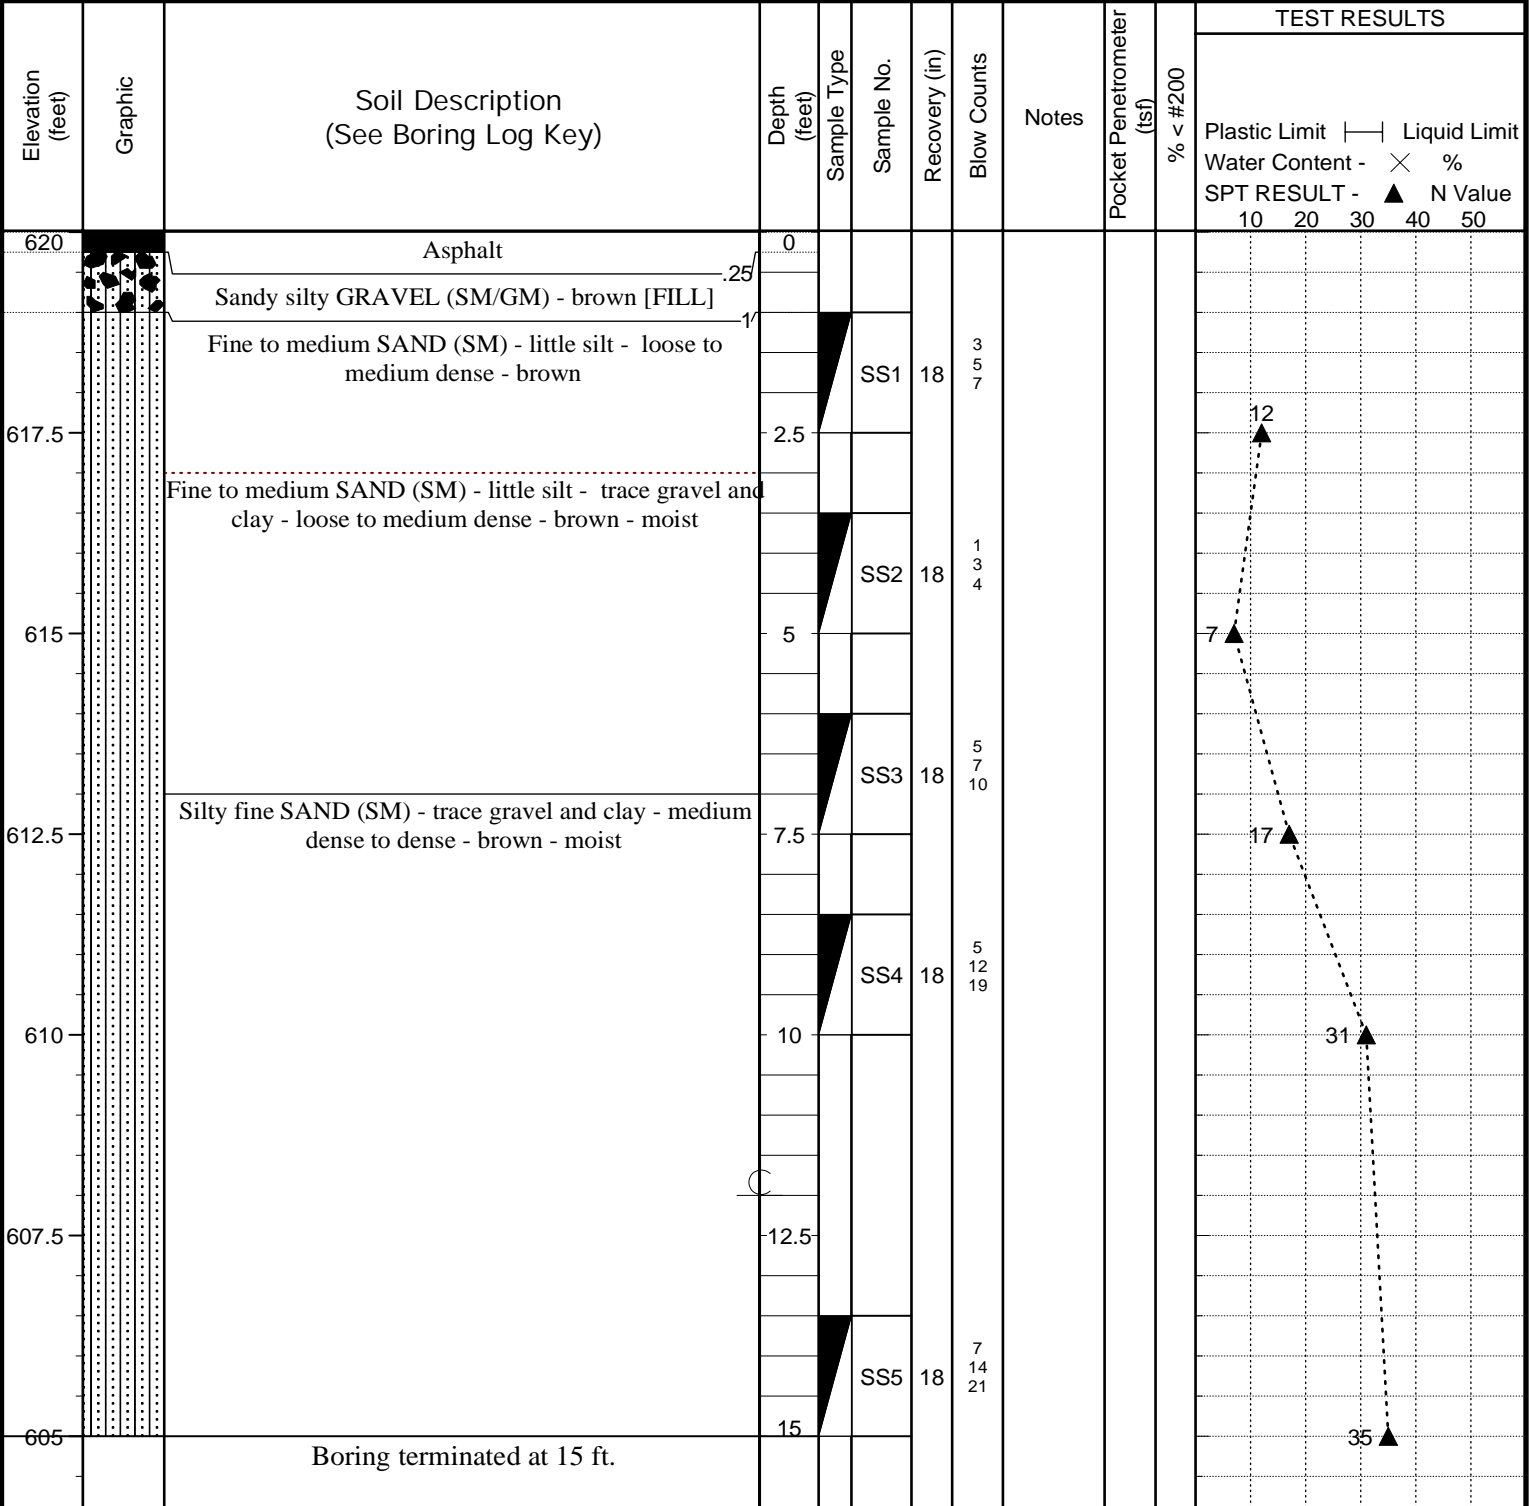 TEST RESULTS
Elevation
(feet)
Graphic
Soil Description
(See Boring Log Key)
Depth
(feet)
Sample Type
Sample No.
Recovery (in)
Blow Counts
Notes
Pocket Penetrometer
(tsf)
% < #200
Plastic Limit Liquid Limit
Water Content - %
SPT RESULT - N Value
10 20 30 40 50
620 Asphalt 0
.25
Sandy silty GRAVEL (SM/GM) - brown [FILL]
1
Fine to medium SAND (SM) - little silt - loose to
medium dense - brown
SS1 18
3
5
7
12
617.5 2.5
Fine to medium SAND (SM) - little silt - trace gravel and
clay - loose to medium dense - brown - moist
SS2 18
1
3
4
615 5 7
SS3 18
5
7
10
Silty fine SAND (SM) - trace gravel and clay - medium
dense to dense - brown - moist
612.5 7.5 17
SS4 18
5
12
19
610 10 31
C
607.5 12.5
SS5 18
7
14
21
605 15 35
Boring terminated at 15 ft.